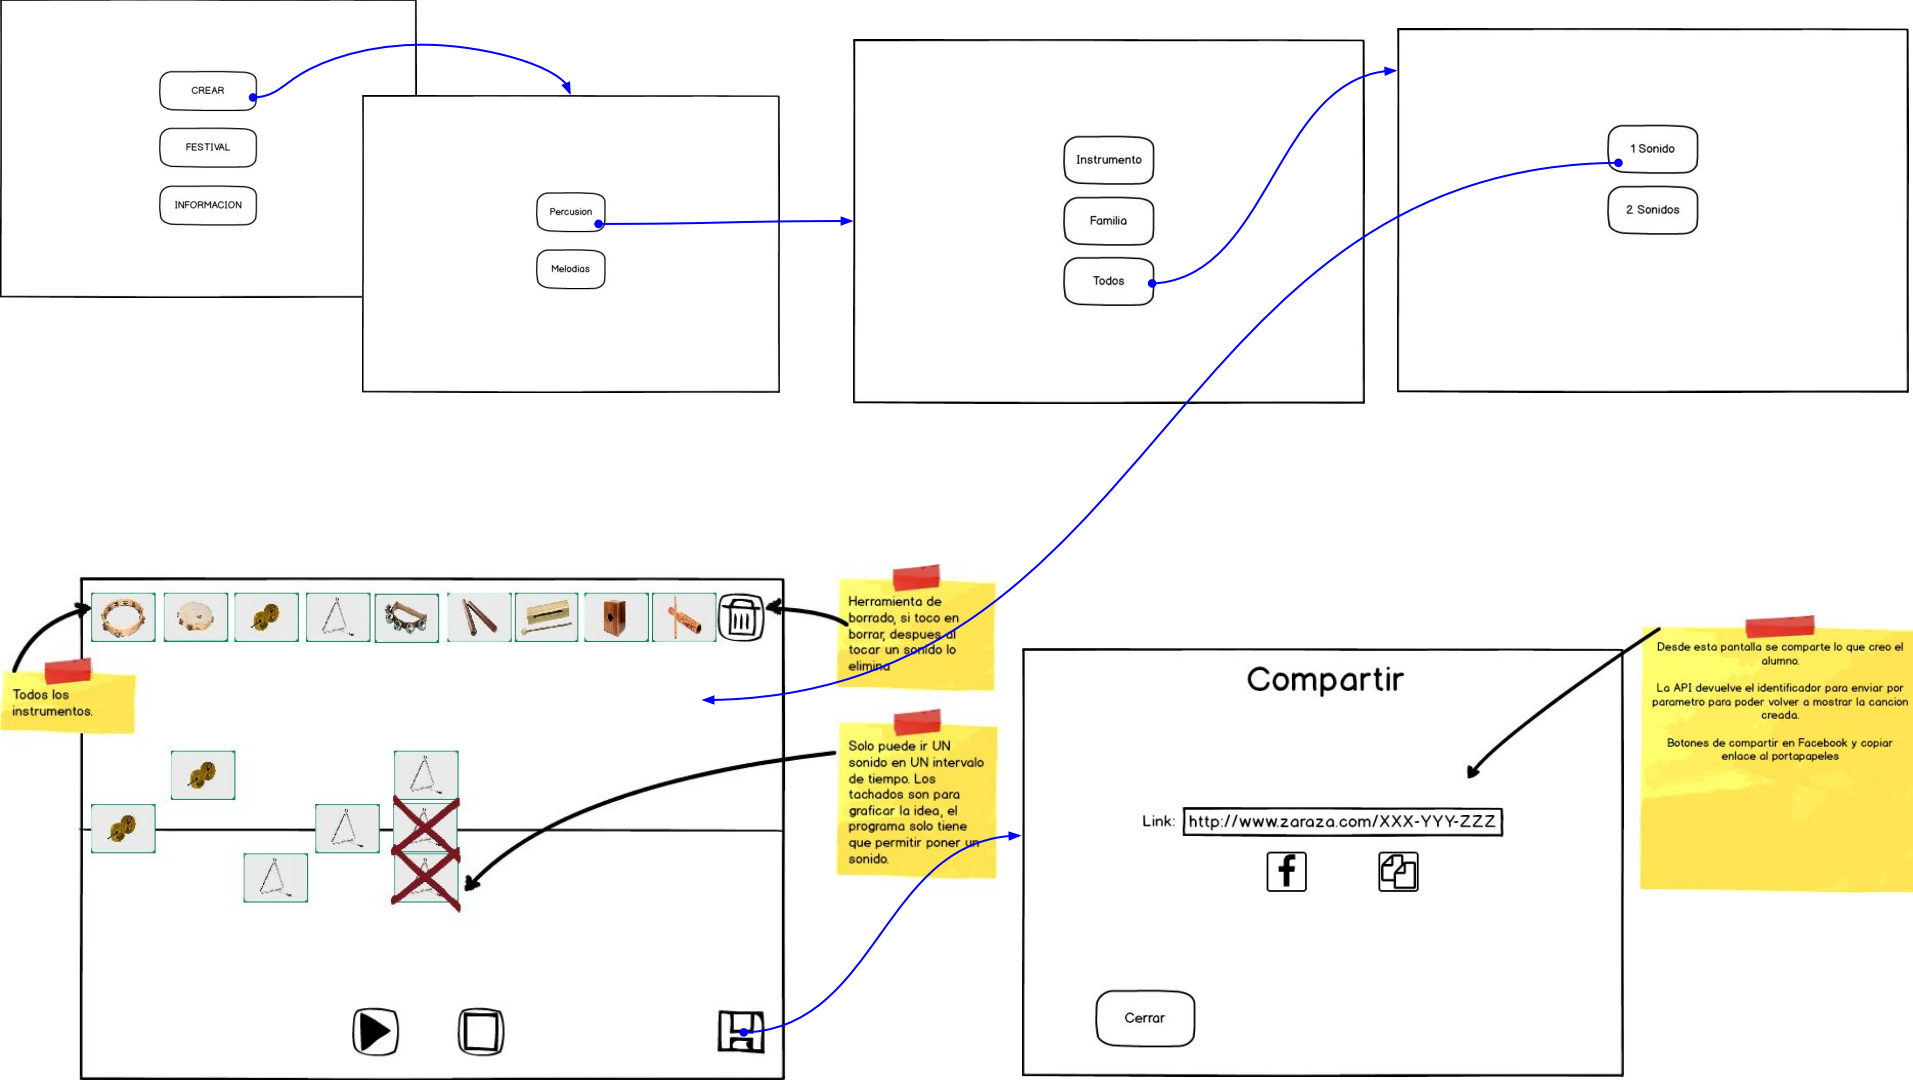 CREAR
FESTIVAL
INFORMACION
Percusion
Melodias
Instrumento
Familia
Todos
1 Sonido
2 Sonidos
Todos los
instrumentos.
Herramienta de
borrado, si toco en
borrar, despues al
tocar un sonido lo
elimina
Solo puede ir UN
sonido en UN intervalo
de tiempo. Los
tachados son para
graficar la idea, el
programa solo tiene
que permitir poner un
sonido.
Compartir
Link: http://www.zaraza.com/XXX-YYY-ZZZ
f
Cerrar
Desde esta pantalla se comparte lo que creo el
alumno.
La API devuelve el identificador para enviar por
parametro para poder volver a mostrar la cancion
creada.
Botones de compartir en Facebook y copiar
enlace al portapapeles